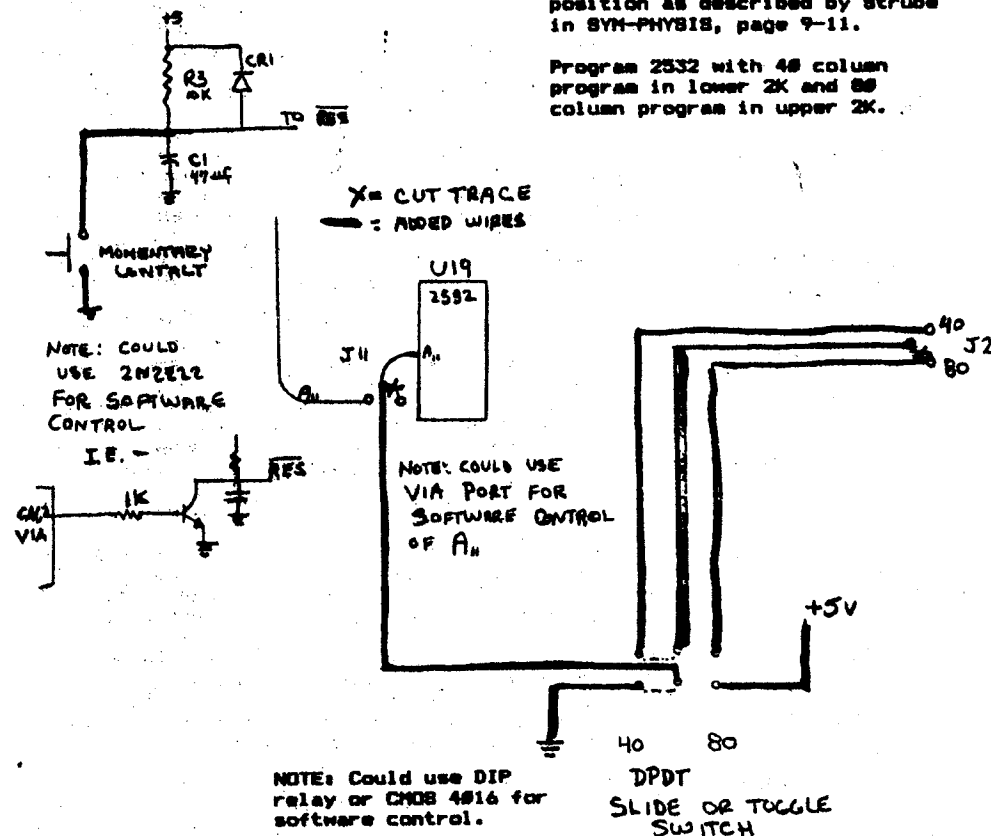 position as described by Strube
in SYM-PHYSIS, page 9-11.
Program 2532 with 40 column
program in lower 2K and 80
column program in upper 2K.
+5
R3
10K
CR1
TO RES
C1
47µF
X= CUT TRACE
= ADDED WIRES
MOMENTARY
CONTACT
U19
2532
J11
A11
A11
40
J2
80
NOTE: COULD
USE 2N2222
FOR SOFTWARE
CONTROL
I.E. -
RES
1K
VIA
NOTE: COULD USE
VIA PORT FOR
SOFTWARE CONTROL
OF A11
+5V
40 80
DPDT
SLIDE OR TOGGLE
SWITCH
NOTE: Could use DIP
relay or CMOS 4016 for
software control.